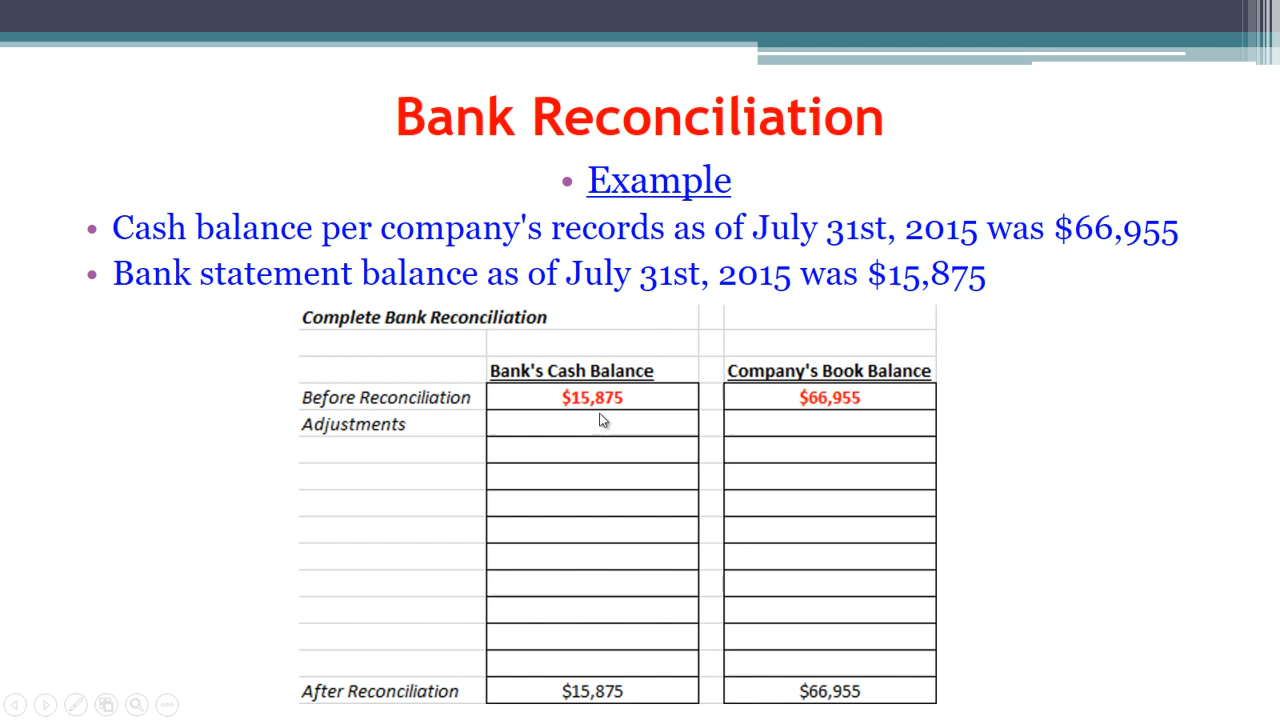 Bank Reconciliation
• Example
• Cash balance per company's records as of July 31st, 2015 was $66,955
• Bank statement balance as of July 31st, 2015 was $15,875
Complete Bank Reconciliation
Bank's Cash Balance Company's Book Balance
Before Reconciliation $15,875 $66,955
Adjustments
After Reconciliation $15,875 $66,955